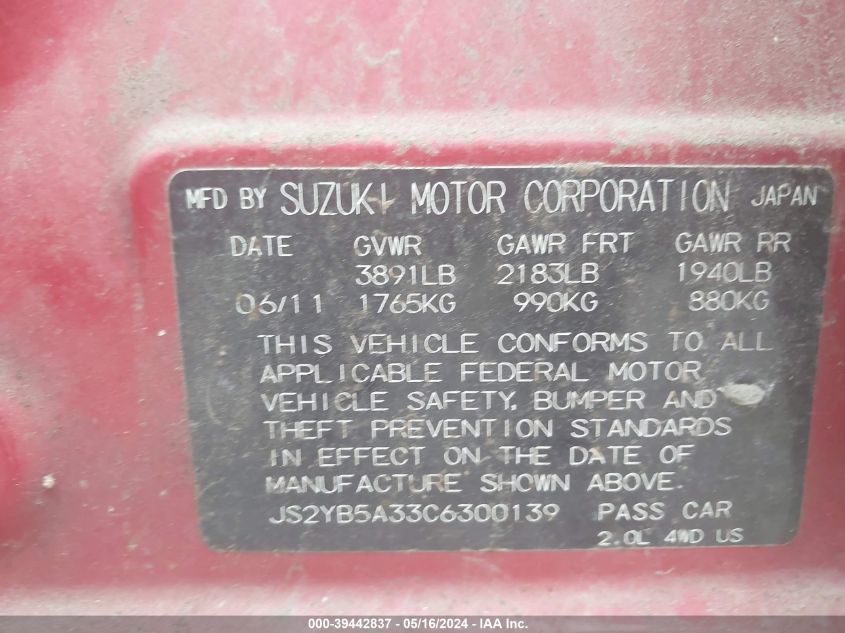 MFD BY SUZUKI MOTOR CORPORATION JAPAN
DATE GVWR GAWR FRT GAWR RR
3891LB 2183LB 1940LB
06/11 1765KG 990KG 880KG
THIS VEHICLE CONFORMS TO ALL
APPLICABLE FEDERAL MOTOR
VEHICLE SAFETY, BUMPER AND
THEFT PREVENTION STANDARDS
IN EFFECT ON THE DATE OF
MANUFACTURE SHOWN ABOVE.
JS2YB5A33C6300139 PASS CAR
2.0L 4WD US
000-39442837 - 05/16/2024 - IAA Inc.